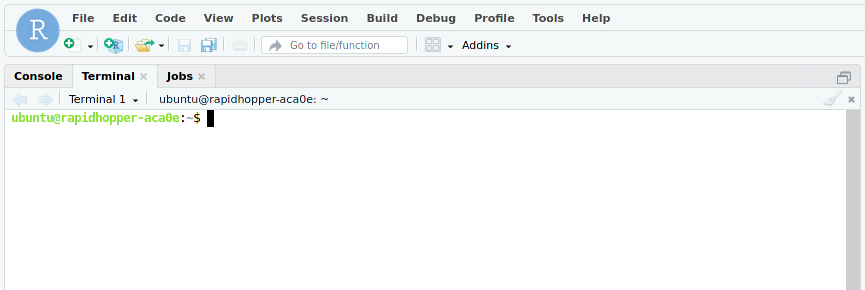 R
File Edit Code View Plots Session Build Debug Profile Tools Help
R Go to file/function Addins
Console Terminal Jobs
Terminal 1 ubuntu@rapidhopper-aca0e: ~
ubuntu@rapidhopper-aca0e:~$